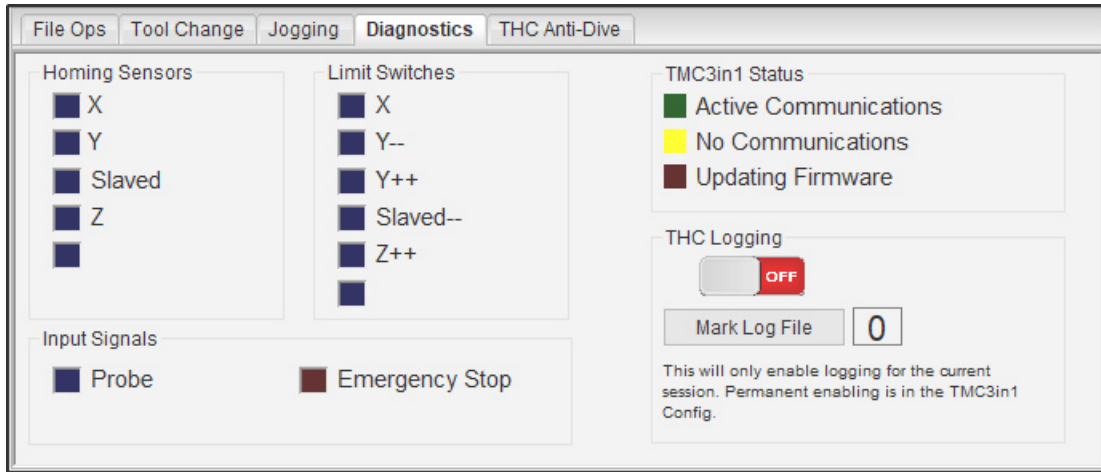 File Ops
Tool Change
Jogging
Diagnostics
THC Anti-Dive
Homing Sensors
X
Y
Slaved
Z
Limit Switches
X
Y--
Y++
Slaved--
Z++
Input Signals
Probe
Emergency Stop
TMC3in1 Status
Active Communications
No Communications
Updating Firmware
THC Logging
OFF
Mark Log File
0
This will only enable logging for the current
session. Permanent enabling is in the TMC3in1
Config.